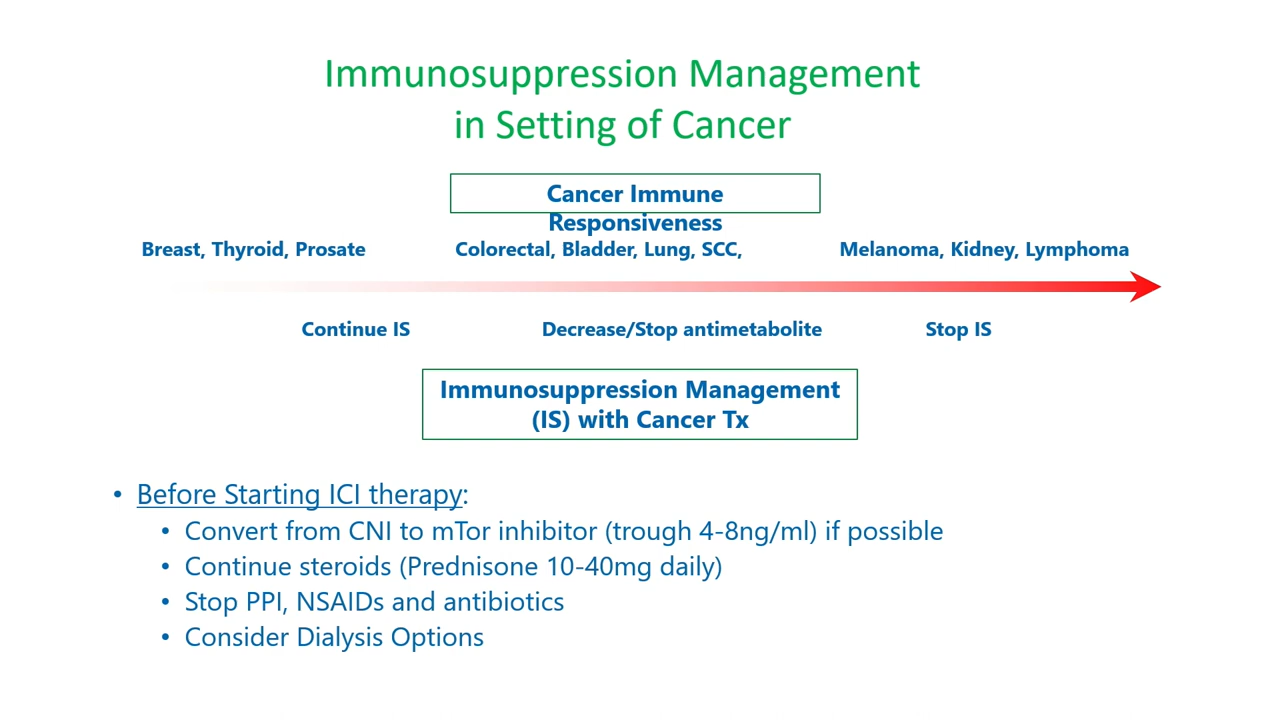 Immunosuppression Management
in Setting of Cancer
Cancer Immune
Responsiveness
Breast, Thyroid, Prosate
Colorectal, Bladder, Lung, SCC,
Melanoma, Kidney, Lymphoma
Continue IS
Decrease/Stop antimetabolite
Stop IS
Immunosuppression Management
(IS) with Cancer Tx
• Before Starting ICI therapy:
• Convert from CNI to mTor inhibitor (trough 4-8ng/ml) if possible
• Continue steroids (Prednisone 10-40mg daily)
• Stop PPI, NSAIDs and antibiotics
• Consider Dialysis Options